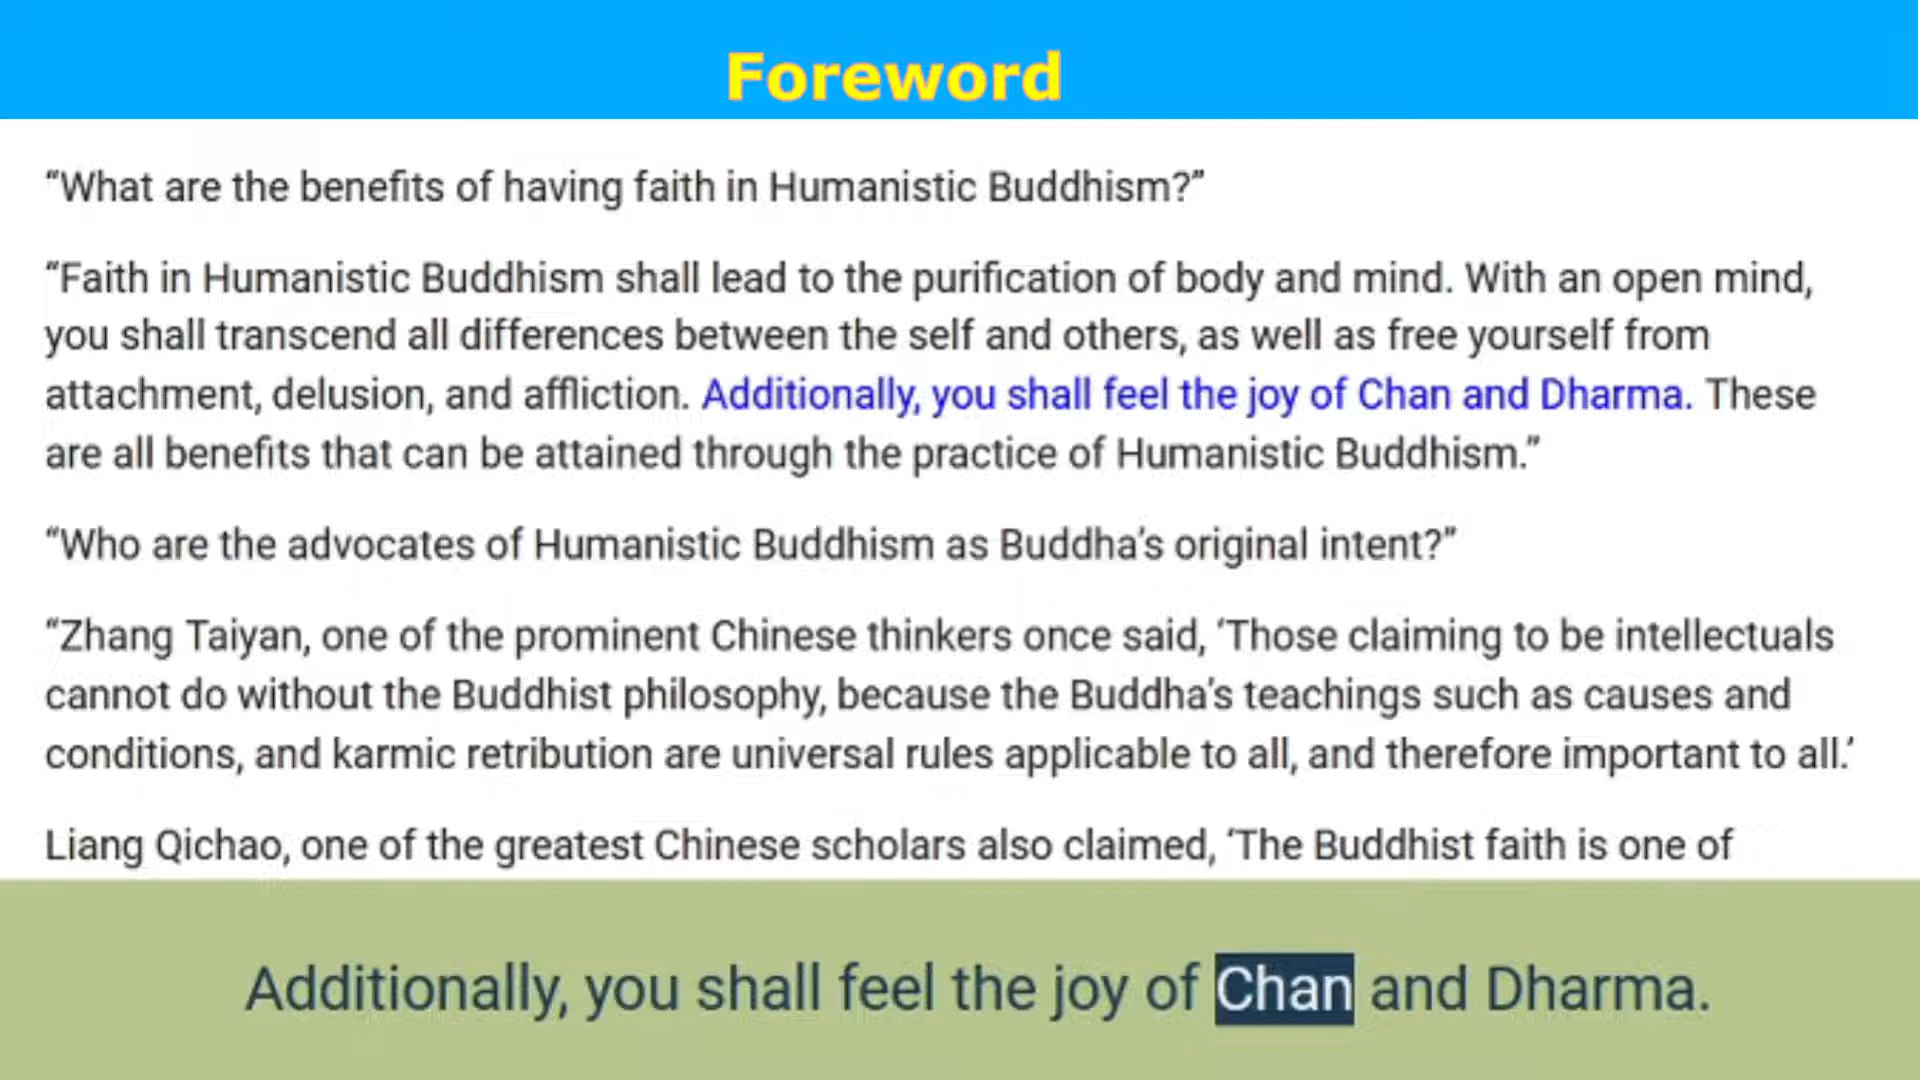 Foreword
“What are the benefits of having faith in Humanistic Buddhism?”
“Faith in Humanistic Buddhism shall lead to the purification of body and mind. With an open mind,
you shall transcend all differences between the self and others, as well as free yourself from
attachment, delusion, and affliction. Additionally, you shall feel the joy of Chan and Dharma. These
are all benefits that can be attained through the practice of Humanistic Buddhism.”
“Who are the advocates of Humanistic Buddhism as Buddha’s original intent?”
“Zhang Taiyan, one of the prominent Chinese thinkers once said, ‘Those claiming to be intellectuals
cannot do without the Buddhist philosophy, because the Buddha’s teachings such as causes and
conditions, and karmic retribution are universal rules applicable to all, and therefore important to all.’
Liang Qichao, one of the greatest Chinese scholars also claimed, ‘The Buddhist faith is one of
Additionally, you shall feel the joy of Chan and Dharma.